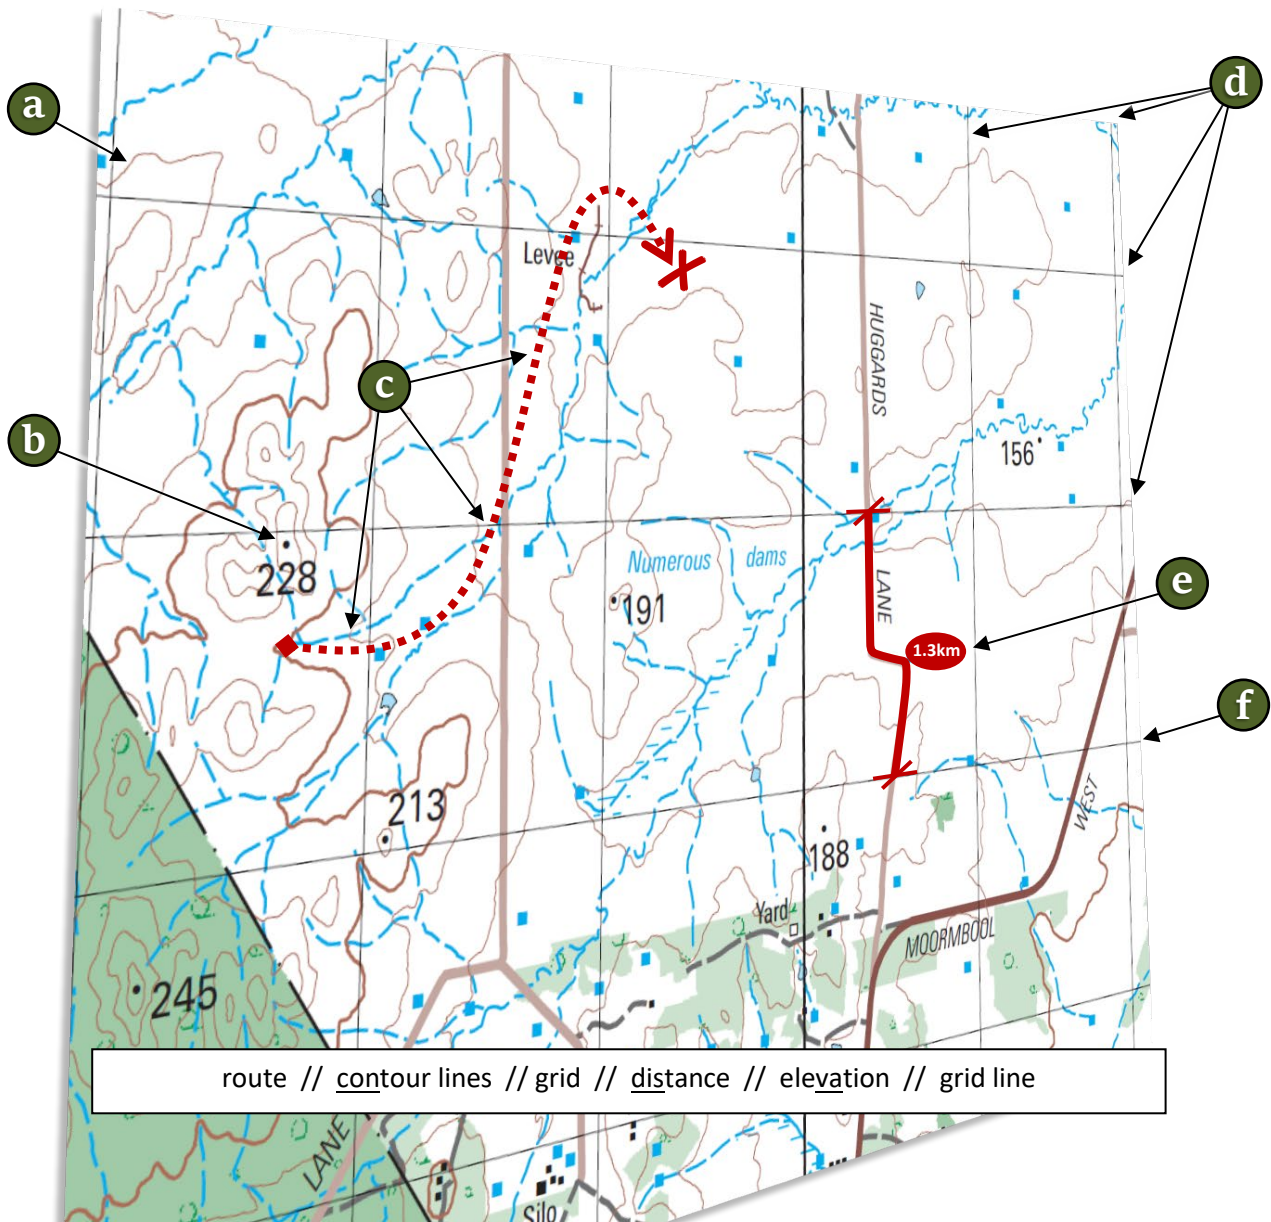 a
d
Levee
HUGGARDS
c
b
156
228
Numerous dams
LANE
191
e
1.3km
f
213
WEST
188
Yard
MOORMBOOL
245
route // contour lines // grid // distance // elevation // grid line
LANE
Silo